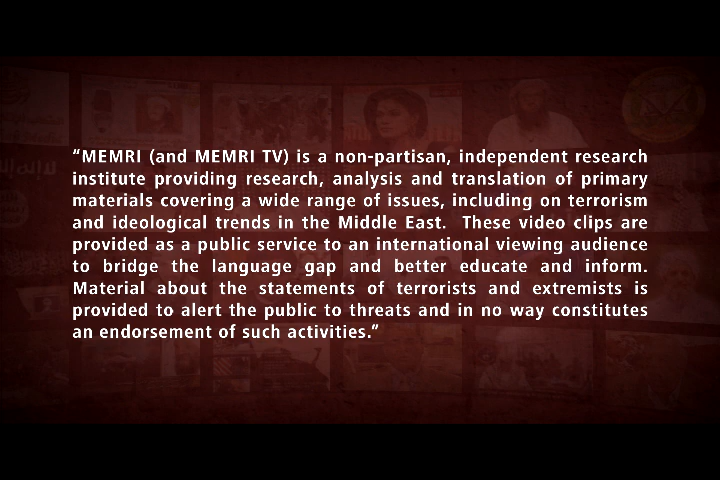 “MEMRI (and MEMRI TV) is a non-partisan, independent research
institute providing research, analysis and translation of primary
materials covering a wide range of issues, including on terrorism
and ideological trends in the Middle East.  These video clips are
provided as a public service to an international viewing audience
to bridge the language gap and better educate and inform.
Material about the statements of terrorists and extremists is
provided to alert the public to threats and in no way constitutes
an endorsement of such activities.”